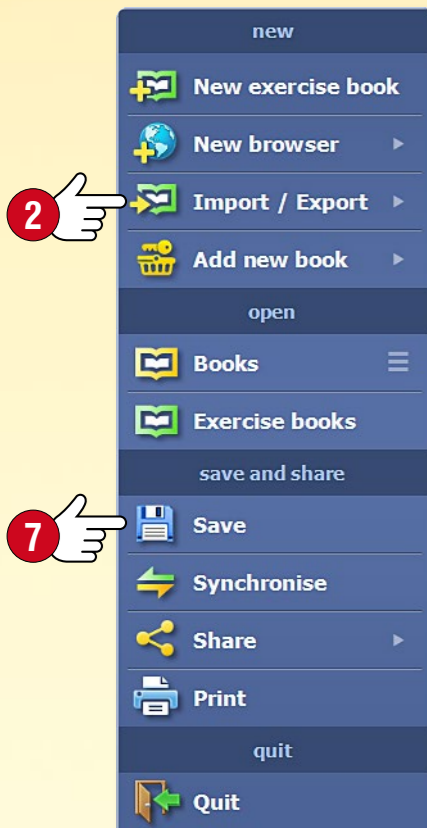 new
New exercise book
New browser
2
Import / Export
Add new book
open
Books
Exercise books
save and share
7
Save
Synchronise
Share
Print
quit
Quit